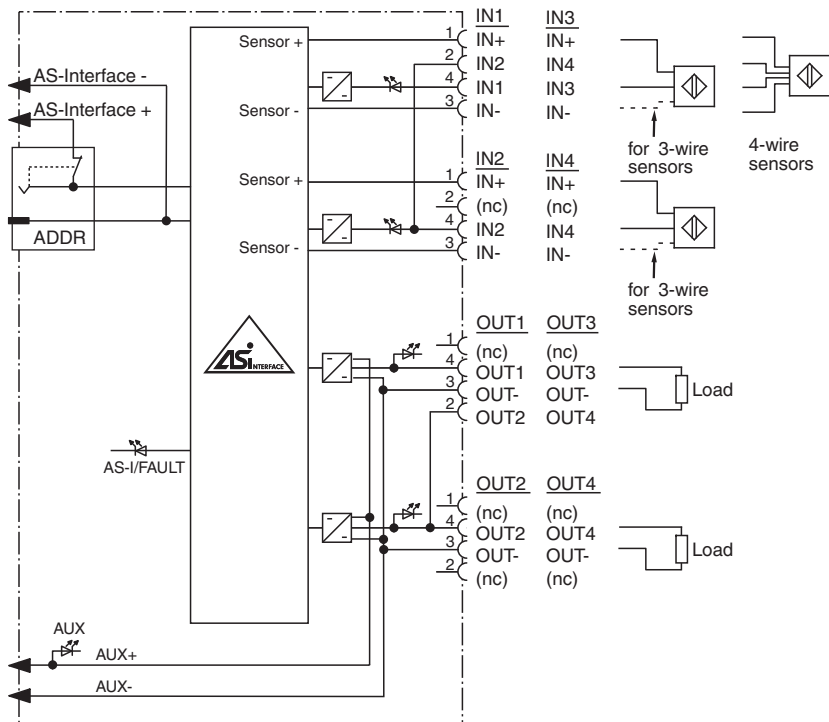 IN1 IN3
Sensor + 1 IN+ IN+
2 IN2 IN4
AS-Interface - 4 IN1 IN3
AS-Interface + Sensor - 3 IN- IN-
for 3-wire sensors
4-wire sensors
IN2 IN4
Sensor + 1 IN+ IN+
2 (nc) (nc)
ADDR 4 IN2 IN4
Sensor - 3 IN- IN-
for 3-wire sensors
OUT1 OUT3
1 (nc) (nc)
ASi INTERFACE 4 OUT1 OUT3
3 OUT- OUT- Load
2 OUT2 OUT4
AS-I/FAULT
OUT2 OUT4
1 (nc) (nc)
4 OUT2 OUT4
3 OUT- OUT- Load
2 (nc) (nc)
AUX
AUX+
AUX-